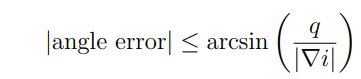 |angle error| ≤ arcsin(q/|∇i|)